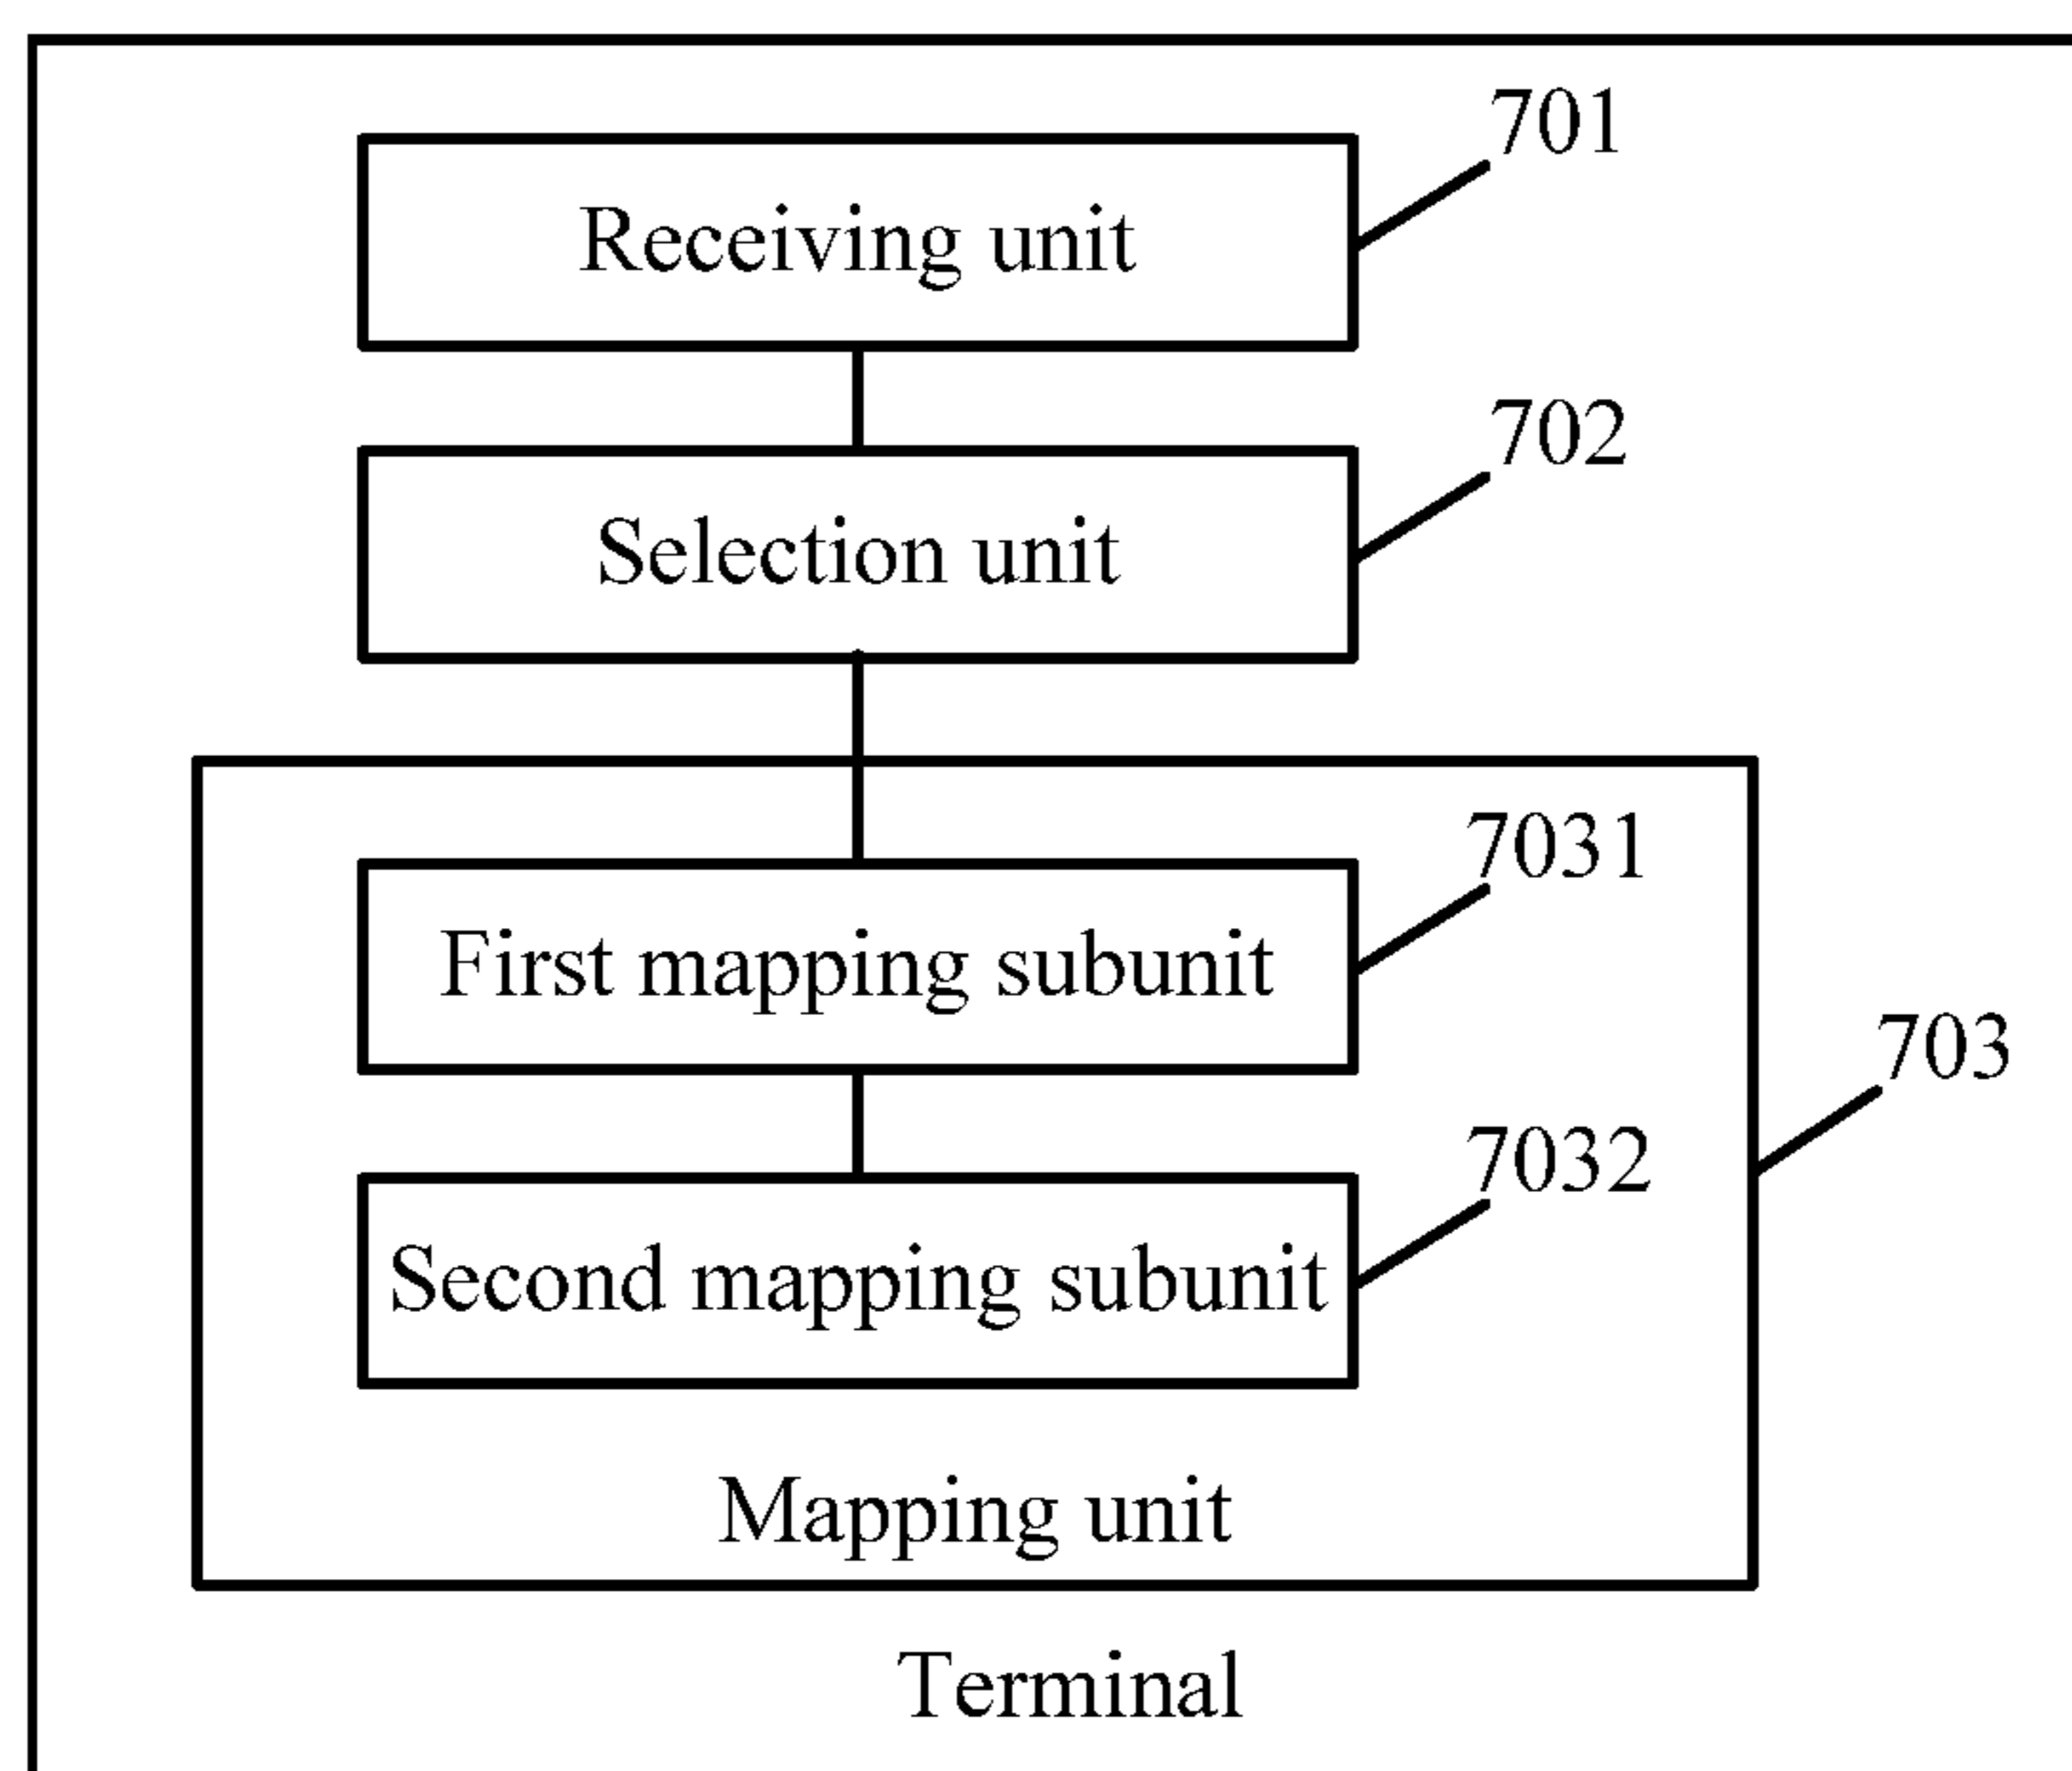 701
Receiving unit
702
Selection unit
7031
First mapping subunit
703
7032
Second mapping subunit
Mapping unit
Terminal